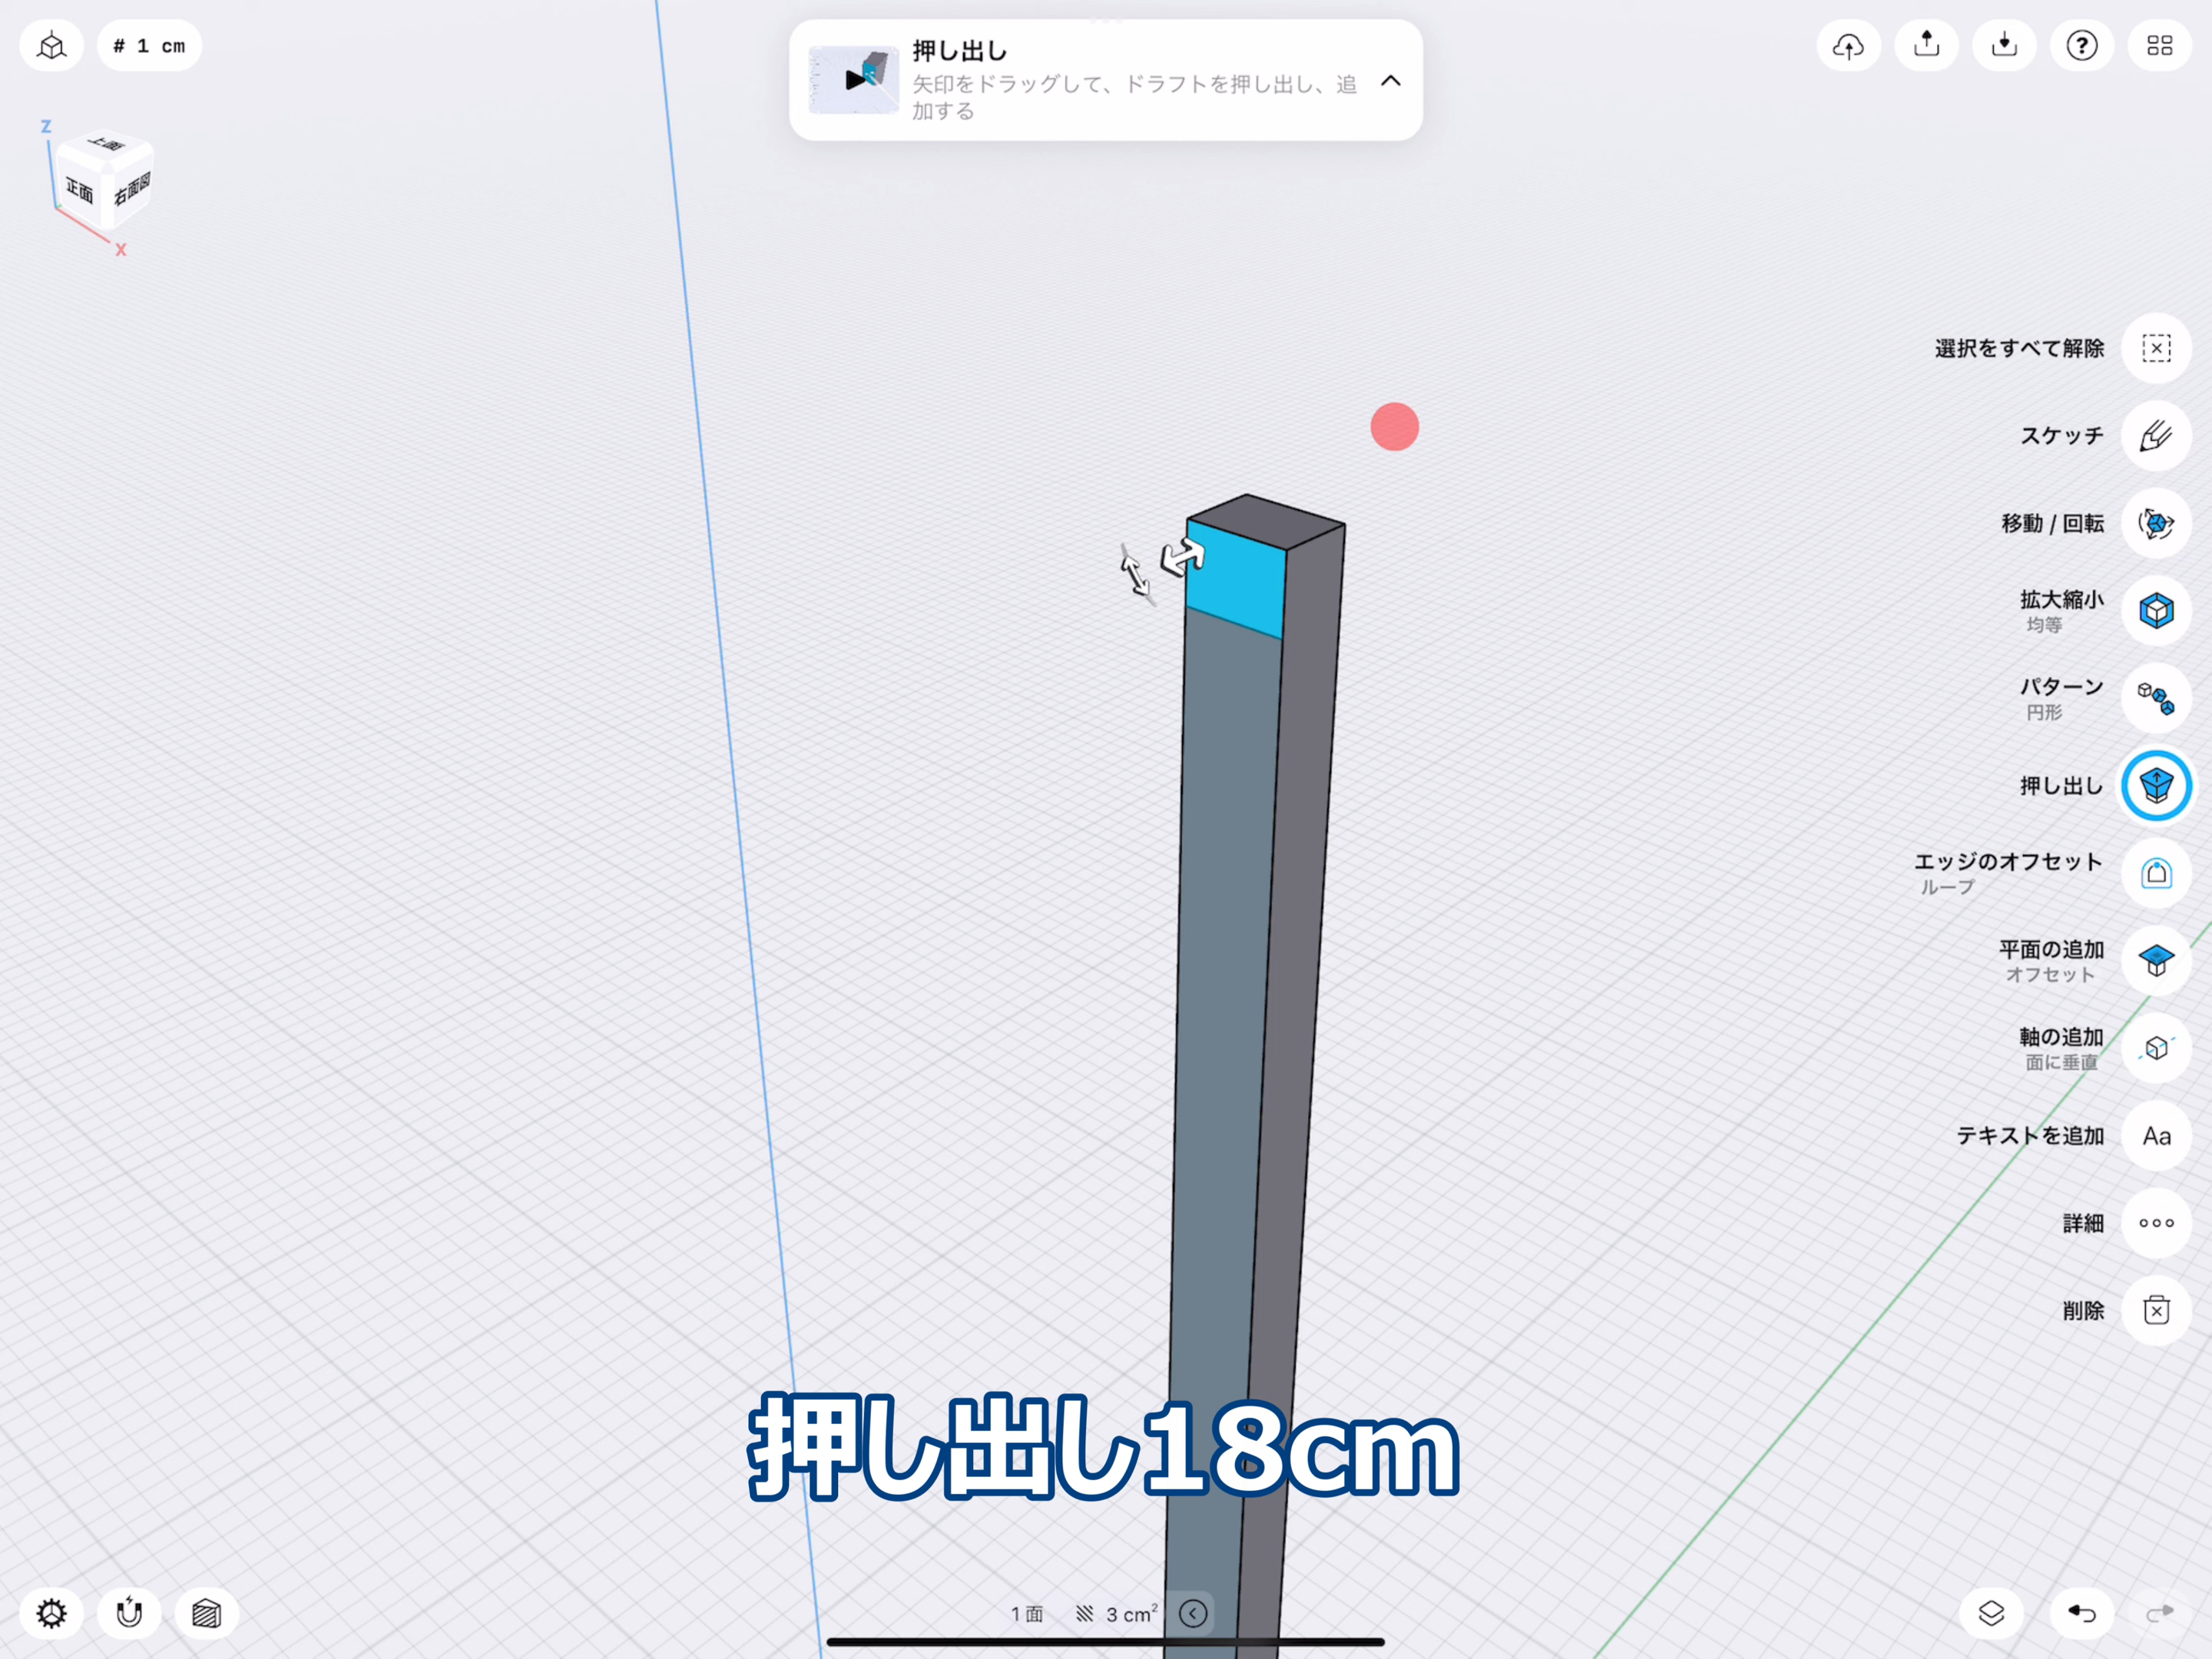 # 1 cm
押し出し
矢印をドラッグして、ドラフトを押し出し、追
加する
Z
上面
正面
右面図
X
選択をすべて解除
スケッチ
移動 / 回転
拡大縮小
均等
パターン
円形
押し出し
エッジのオフセット
ループ
平面の追加
オフセット
軸の追加
面に垂直
テキストを追加
Aa
詳細
削除
押し出し18cm
1 面
3 cm²